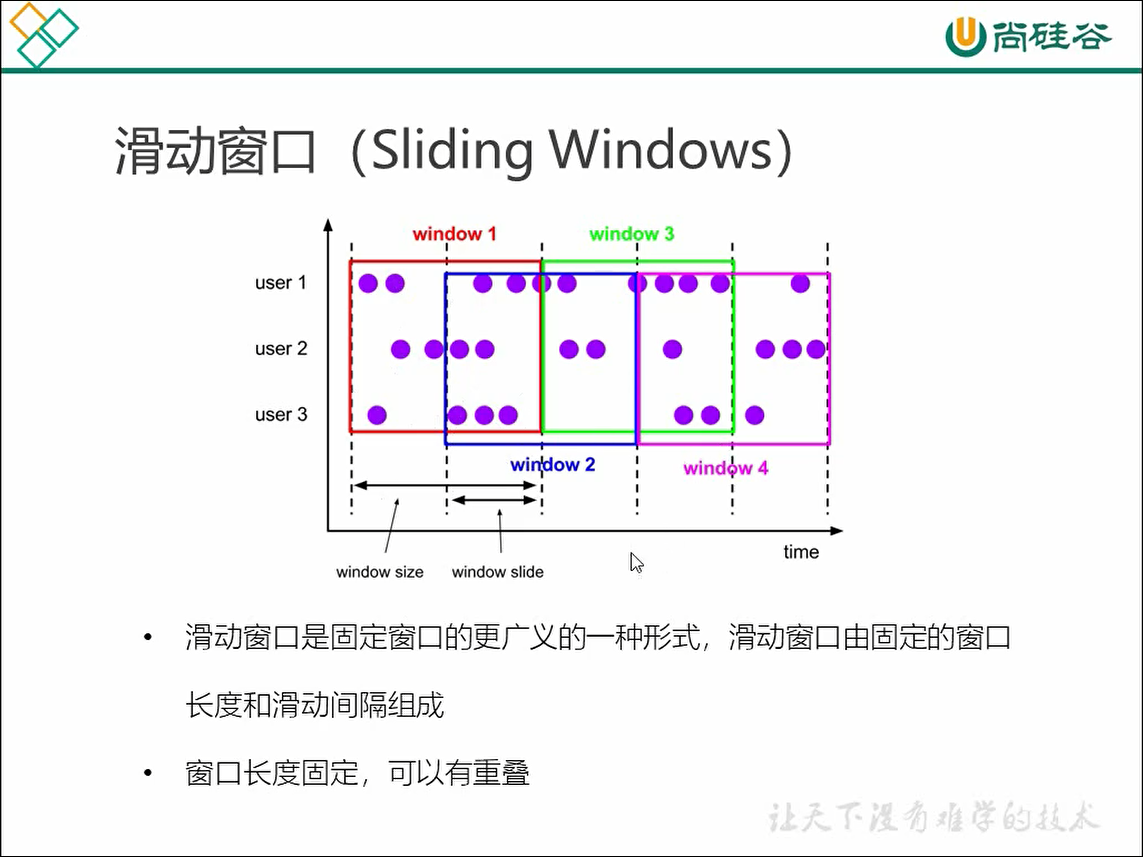 尚硅谷
滑动窗口（Sliding Windows）
window 1
window 3
user 1
user 2
user 3
window 2
window 4
time
window size
window slide
• 滑动窗口是固定窗口的更广义的一种形式，滑动窗口由固定的窗口
长度和滑动间隔组成
• 窗口长度固定，可以有重叠
让天下没有难学的技术